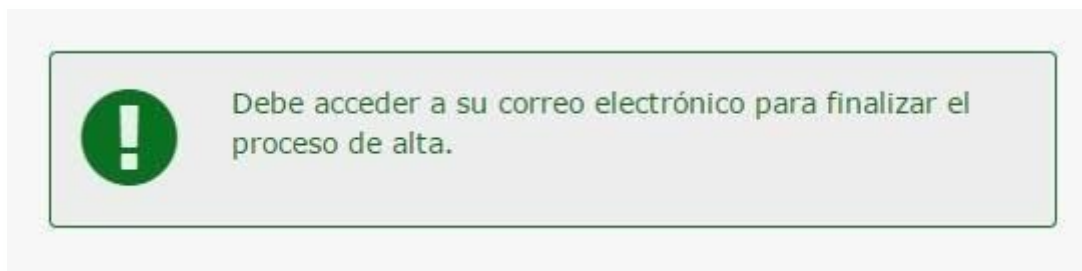 Debe acceder a su correo electrónico para finalizar el
proceso de alta.